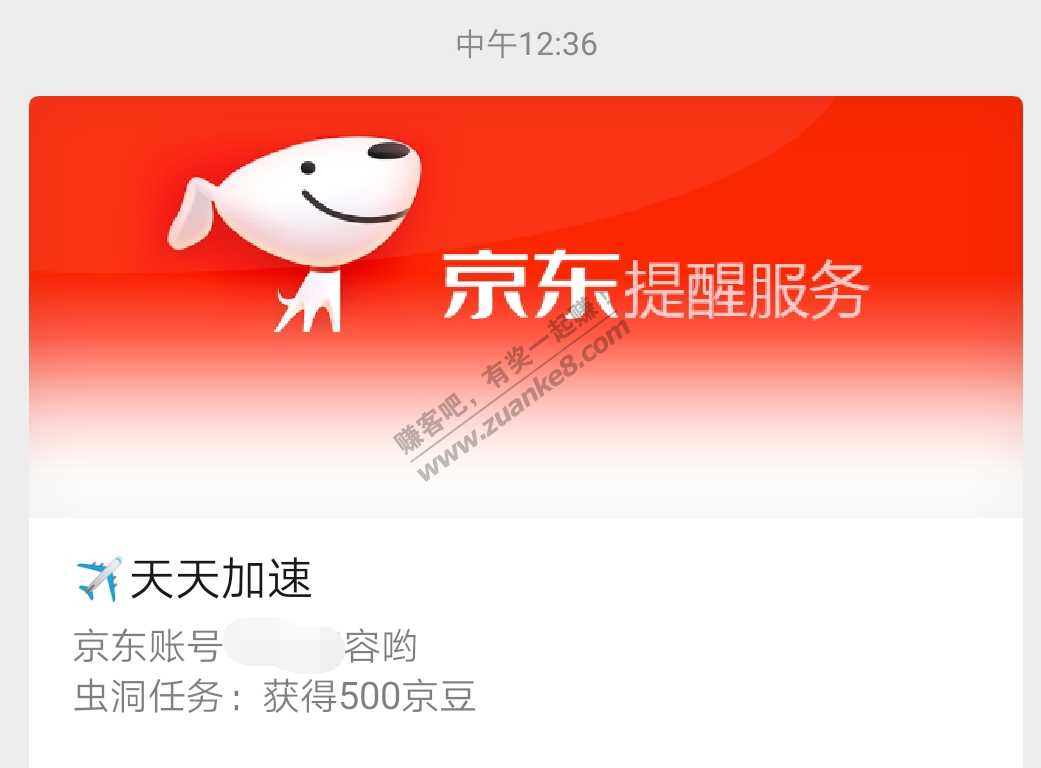 中午12:36
京东提醒服务
赚客吧，有奖一起赚！
www.zuanke8.com
✈️天天加速
京东账号 容哟
虫洞任务：获得500京豆